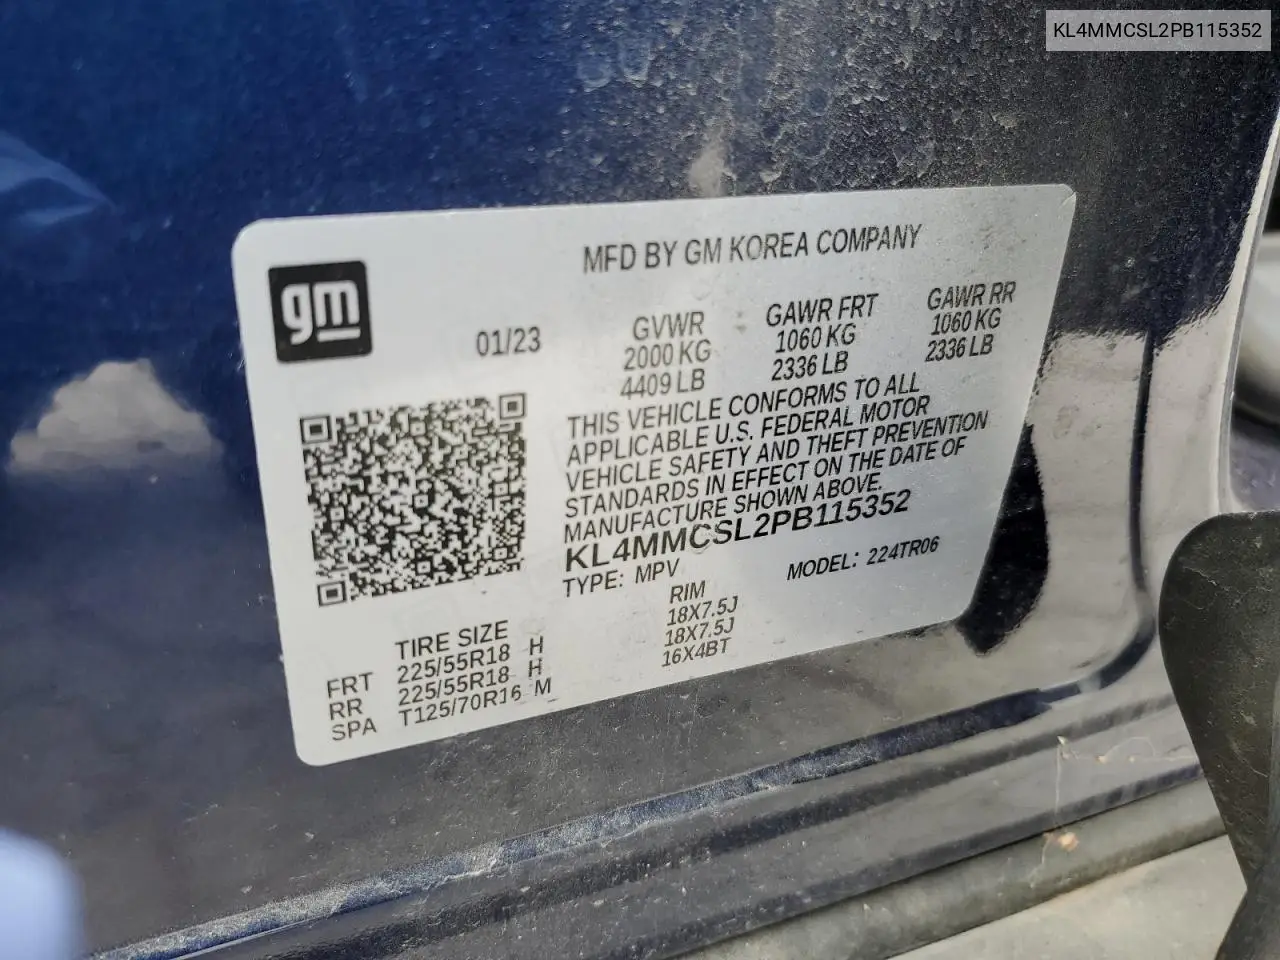 KL4MMCSL2PB115352
MFD BY GM KOREA COMPANY
gm
01/23
GVWR GAWR FRT GAWR RR
2000 KG 1060 KG 1060 KG
4409 LB 2336 LB 2336 LB
THIS VEHICLE CONFORMS TO ALL
APPLICABLE U.S. FEDERAL MOTOR
VEHICLE SAFETY AND THEFT PREVENTION
STANDARDS IN EFFECT ON THE DATE OF
MANUFACTURE SHOWN ABOVE.
KL4MMCSL2PB115352
TYPE: MPV MODEL: 224TR06
TIRE SIZE RIM
FRT 225/55R18 H 18X7.5J
RR 225/55R18 H 18X7.5J
SPA T125/70R16 M 16X4BT